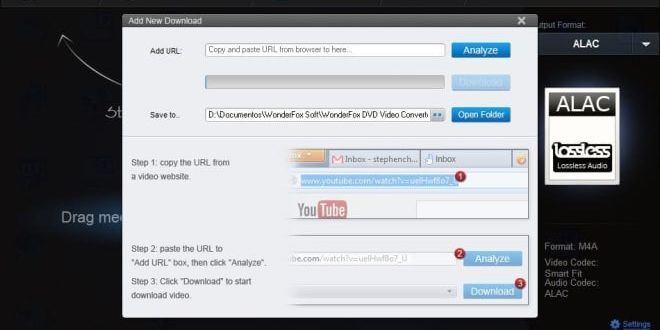 Add New Download
Output Format:
Add URL:
Copy and paste URL from browser to here...
Analyze
ALAC
Download
Save to..
D:\Documentos\WonderFox Soft\WonderFox DVD Video Converte
Open Folder
ALAC
lossless
Lossless Audio
Step 1: copy the URL from
a video website.
Inbox - stephench...
Inbox
www.youtube.com/watch?v=uelHwf8o7_U
1
YouTube
Drag me
Step 2: paste the URL to
"Add URL" box, then click "Analyze".
be.com/watch?v=uelHwf8o7_U
2
Analyze
Step 3: Click "Download" to start
download video.
Download
3
Format: M4A
Video Codec:
Smart Fit
Audio Codec:
ALAC
Settings